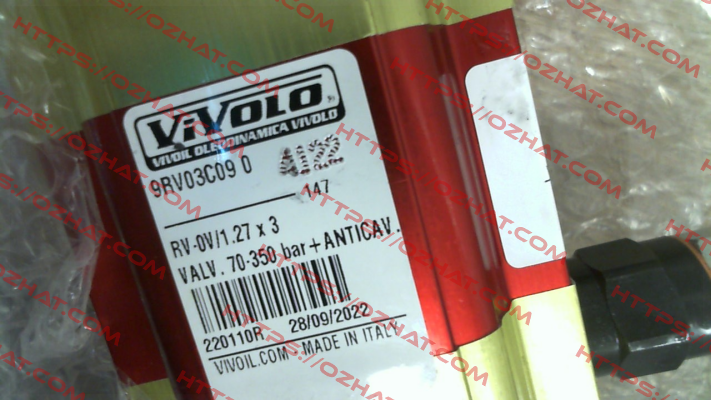 ViVOLO
VIVOIL OLEODINAMICA VIVOLO
9RV03C09 0
4122
147
RV-0V/1.27 x 3
VALV. 70-350 bar + ANTICAV.
220110R 28/09/2022
VIVOIL.COM - MADE IN ITALY
HTTPS://OZHAT.COM